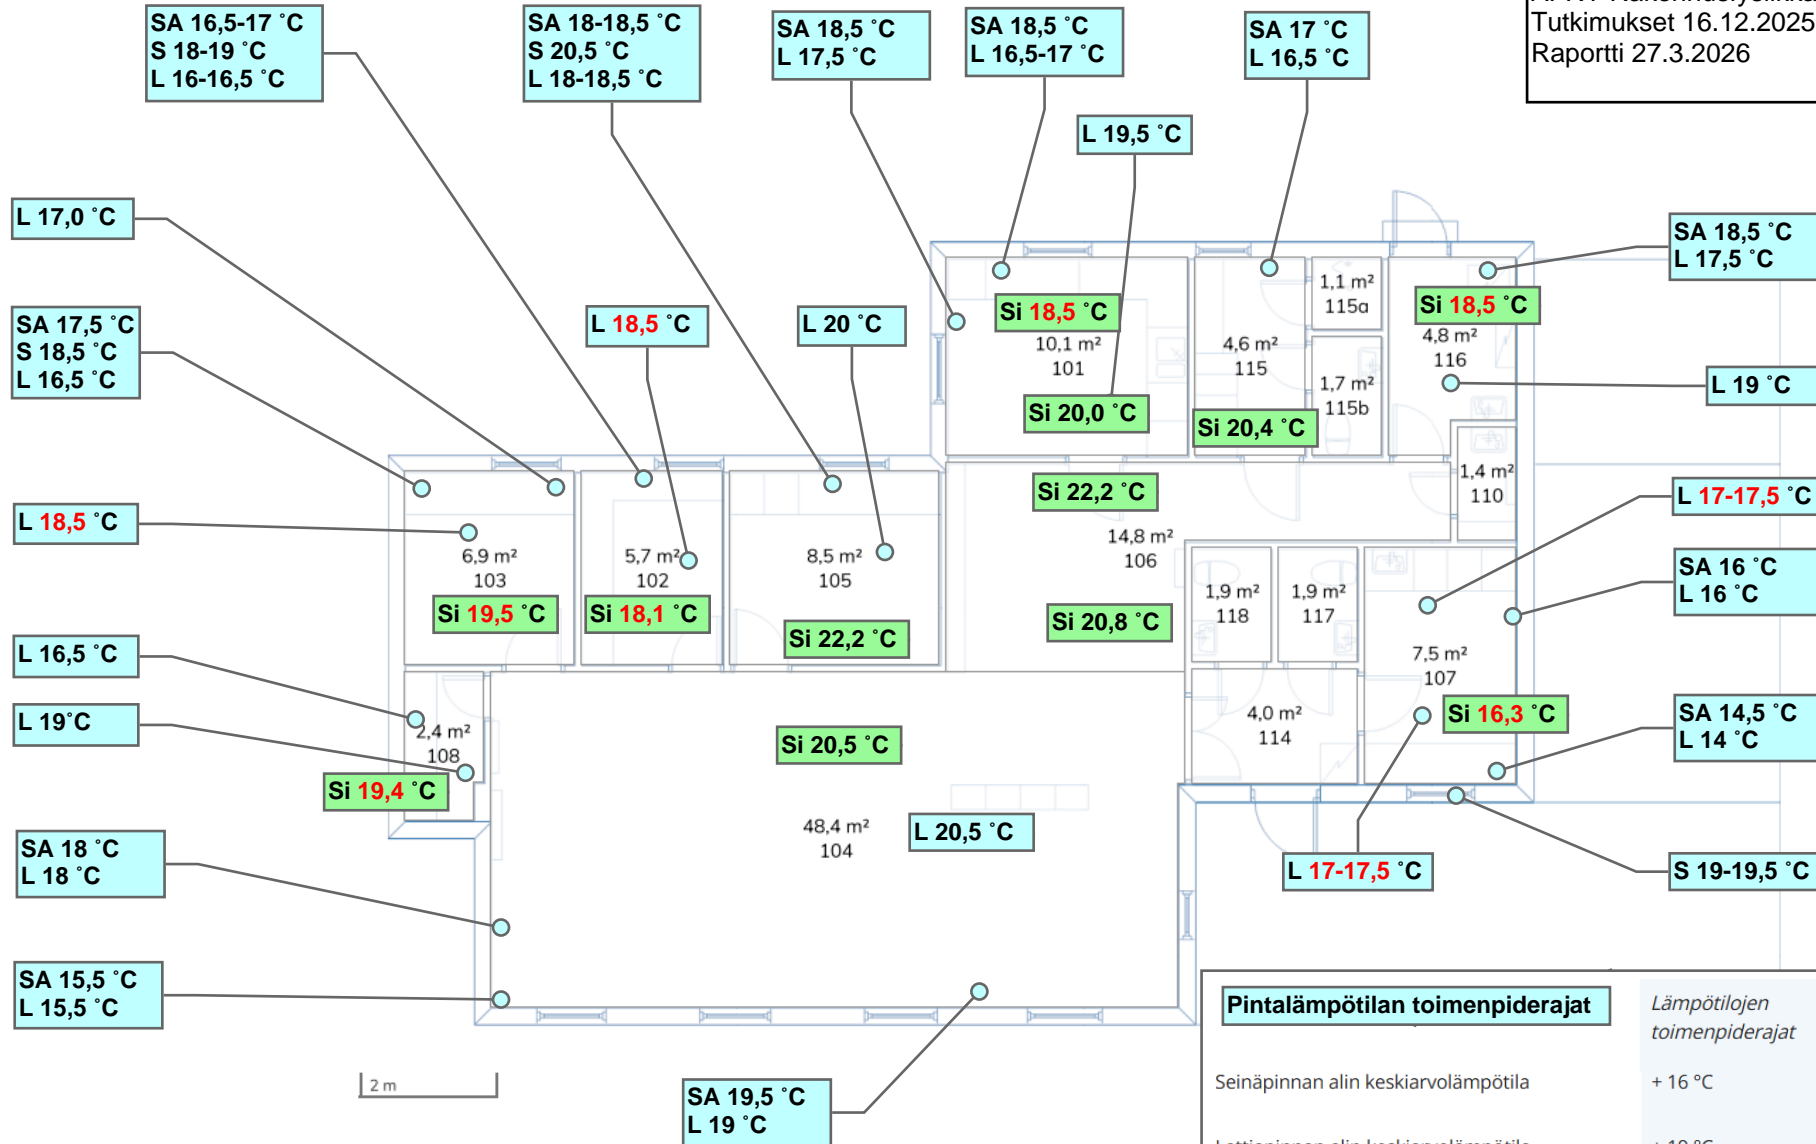 SA 16,5-17 ˚C
S 18-19 ˚C
L 16-16,5 ˚C
SA 18-18,5 ˚C
S 20,5 ˚C
L 18-18,5 ˚C
SA 18,5 ˚C
L 17,5 ˚C
SA 18,5 ˚C
L 16,5-17 ˚C
SA 17 ˚C
L 16,5 ˚C
Tutkimukset 16.12.2025
Raportti 27.3.2026
L 19,5 ˚C
L 17,0 ˚C
SA 18,5 ˚C
L 17,5 ˚C
SA 17,5 ˚C
S 18,5 ˚C
L 16,5 ˚C
L 18,5 ˚C
L 20 ˚C
Si 18,5 ˚C
10,1 m²
101
Si 20,0 ˚C
4,6 m²
115
Si 20,4 ˚C
1,1 m²
115a
1,7 m²
115b
Si 18,5 ˚C
4,8 m²
116
L 19 ˚C
1,4 m²
110
L 18,5 ˚C
6,9 m²
103
Si 19,5 ˚C
5,7 m²
102
Si 18,1 ˚C
8,5 m²
105
Si 22,2 ˚C
Si 22,2 ˚C
14,8 m²
106
Si 20,8 ˚C
1,9 m²
118
1,9 m²
117
L 17-17,5 ˚C
SA 16 ˚C
L 16 ˚C
7,5 m²
107
Si 16,3 ˚C
4,0 m²
114
SA 14,5 ˚C
L 14 ˚C
L 16,5 ˚C
L 19˚C
2,4 m²
108
Si 19,4 ˚C
Si 20,5 ˚C
48,4 m²
104
L 20,5 ˚C
L 17-17,5 ˚C
S 19-19,5 ˚C
SA 18 ˚C
L 18 ˚C
SA 15,5 ˚C
L 15,5 ˚C
2 m
SA 19,5 ˚C
L 19 ˚C
Pintalämpötilan toimenpiderajat
Lämpötilojen
toimenpiderajat
Seinäpinnan alin keskiarvolämpötila
+ 16 °C